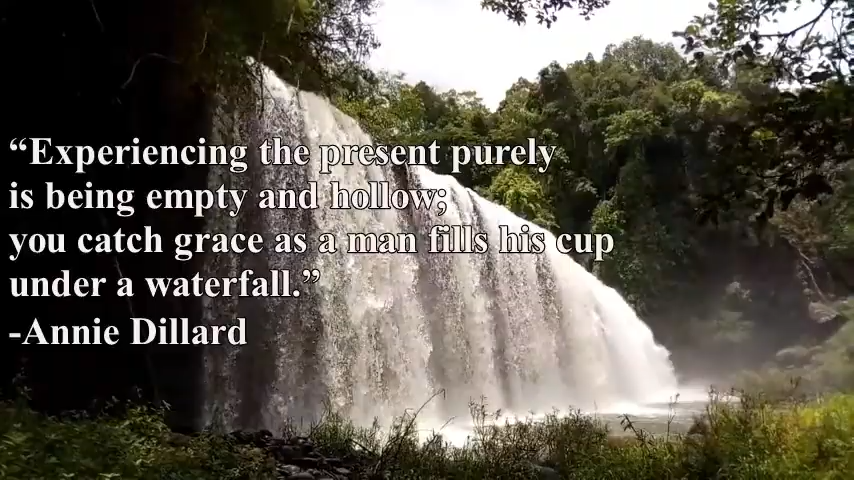 “Experiencing the present purely
is being empty and hollow;
you catch grace as a man fills his cup
under a waterfall.”
-Annie Dillard